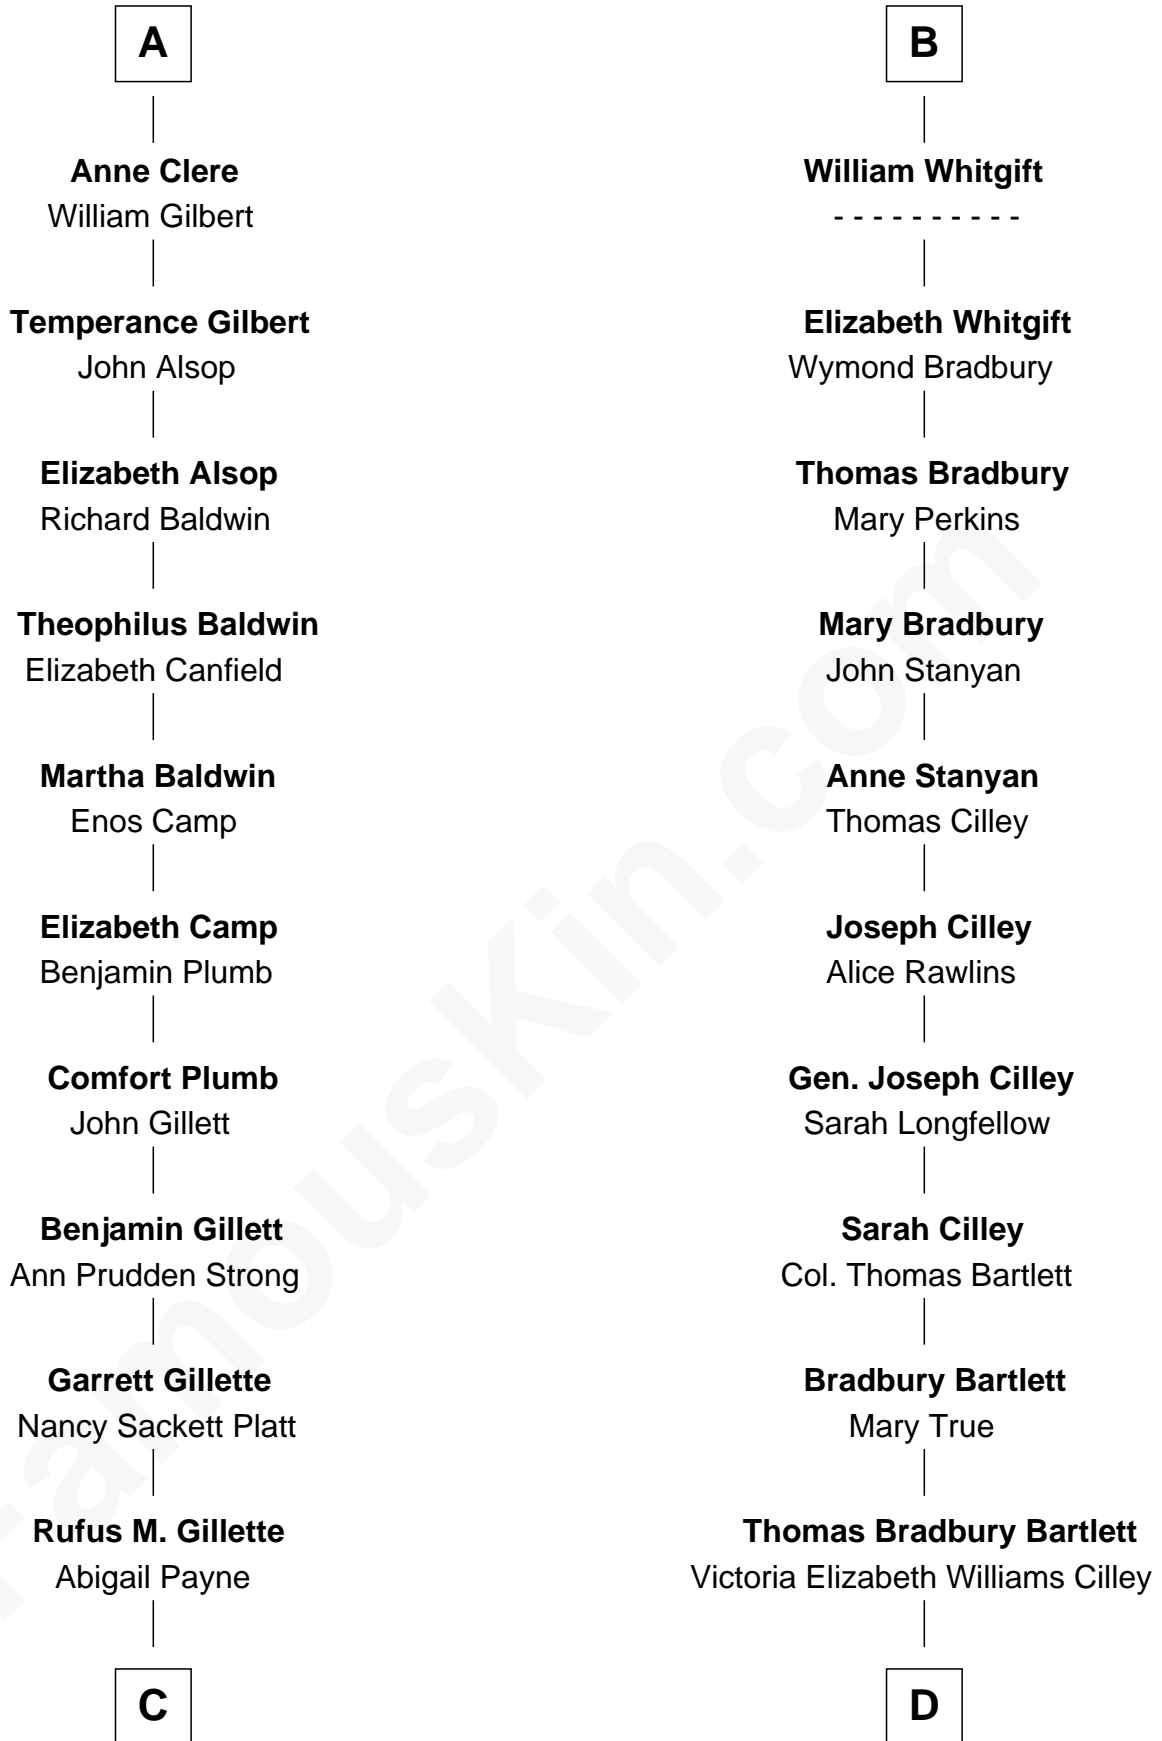 A
Anne Clere
William Gilbert
Temperance Gilbert
John Alsop
Elizabeth Alsop
Richard Baldwin
Theophilus Baldwin
Elizabeth Canfield
Martha Baldwin
Enos Camp
Elizabeth Camp
Benjamin Plumb
Comfort Plumb
John Gillett
Benjamin Gillett
Ann Prudden Strong
Garrett Gillette
Nancy Sackett Platt
Rufus M. Gillette
Abigail Payne
C
B
William Whitgift
- - - - - - - - - -
Elizabeth Whitgift
Wymond Bradbury
Thomas Bradbury
Mary Perkins
Mary Bradbury
John Stanyan
Anne Stanyan
Thomas Cilley
Joseph Cilley
Alice Rawlins
Gen. Joseph Cilley
Sarah Longfellow
Sarah Cilley
Col. Thomas Bartlett
Bradbury Bartlett
Mary True
Thomas Bradbury Bartlett
Victoria Elizabeth Williams Cilley
D
FamousKin.com